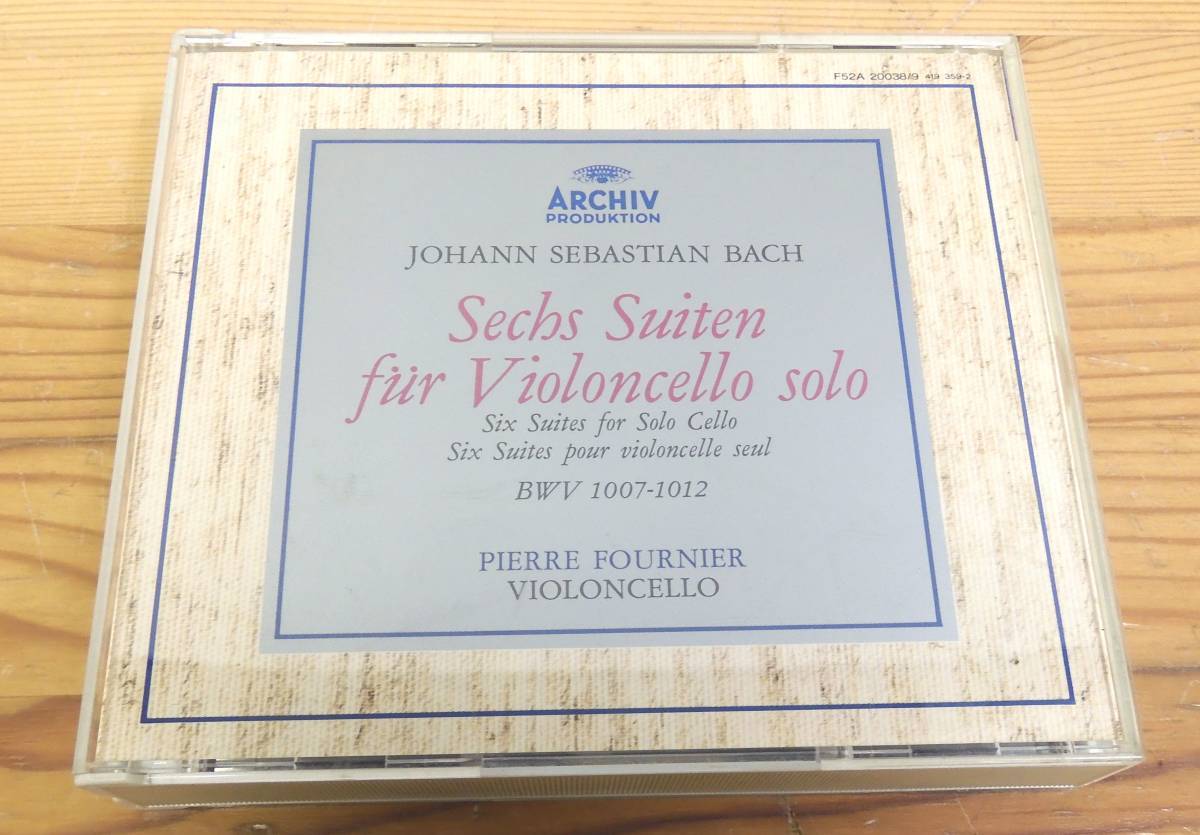 F52A 20038/9 419 359-2
ARCHIV
PRODUKTION
JOHANN SEBASTIAN BACH
Sechs Suiten
für Violoncello solo
Six Suites for Solo Cello
Six Suites pour violoncelle seul
BWV 1007-1012
PIERRE FOURNIER
VIOLONCELLO